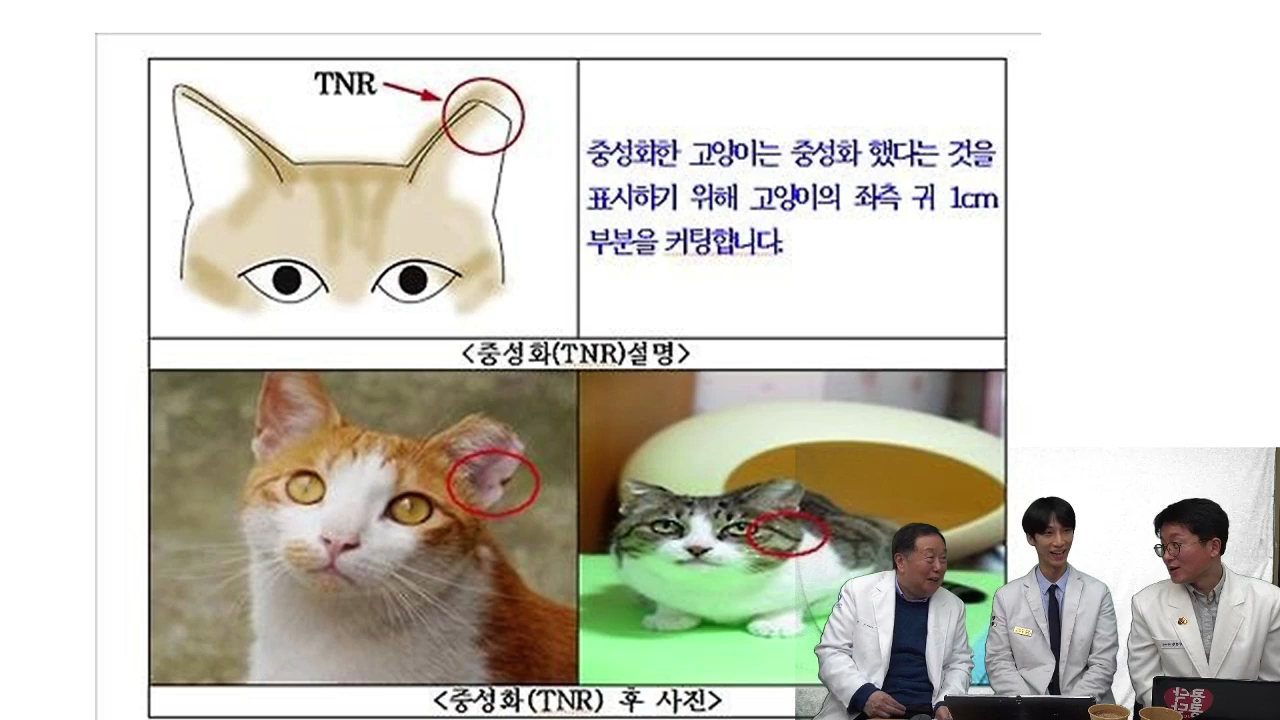 TNR
중성화한 고양이는 중성화 했다는 것을
표시하기 위해 고양이의 좌측 귀 1cm
부분을 커팅합니다.
<중성화(TNR)설명>
<중성화(TNR) 후 사진>